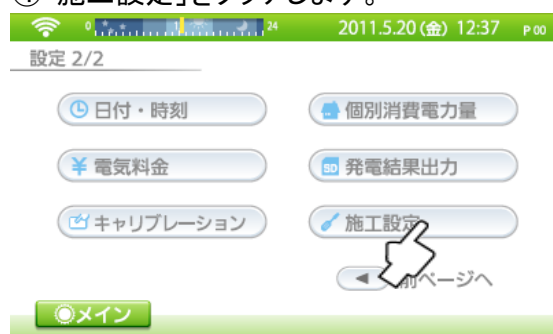 施工設定」をタッチします。
0 1 24 2011.5.20(金) 12:37 P 00
設定 2/2
日付・時刻 個別消費電力量
¥ 電気料金 SD 発電結果出力
キャリブレーション 施工設定
◀ 前ページへ
メイン